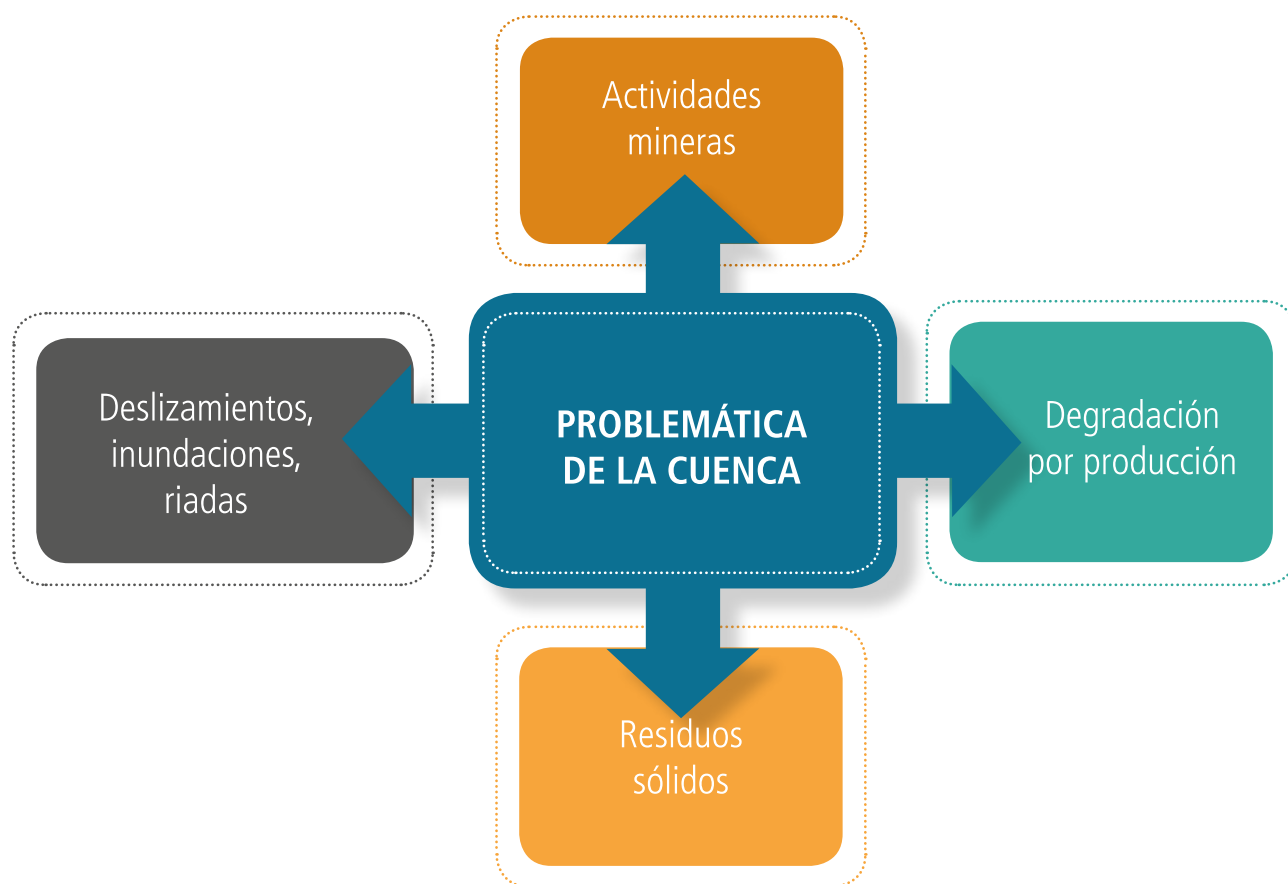 Actividades
mineras
Deslizamientos,
inundaciones,
riadas
PROBLEMÁTICA
DE LA CUENCA
Degradación
por producción
Residuos
sólidos